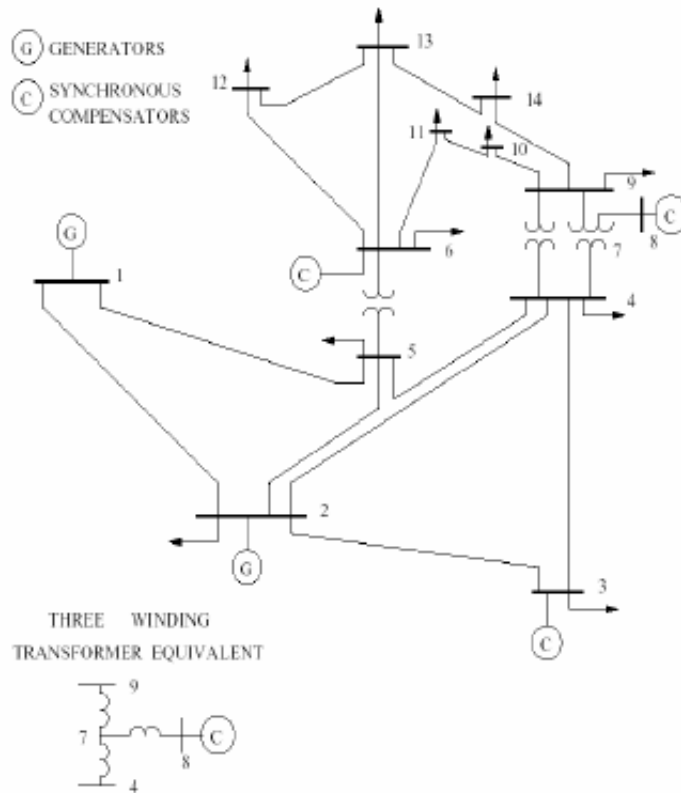 G GENERATORS
C SYNCHRONOUS
COMPENSATORS
13
12
14
11
10
9
G
C
8
7
6
C
1
4
5
2
G
3
C
THREE WINDING
TRANSFORMER EQUIVALENT
9
7
C
8
4